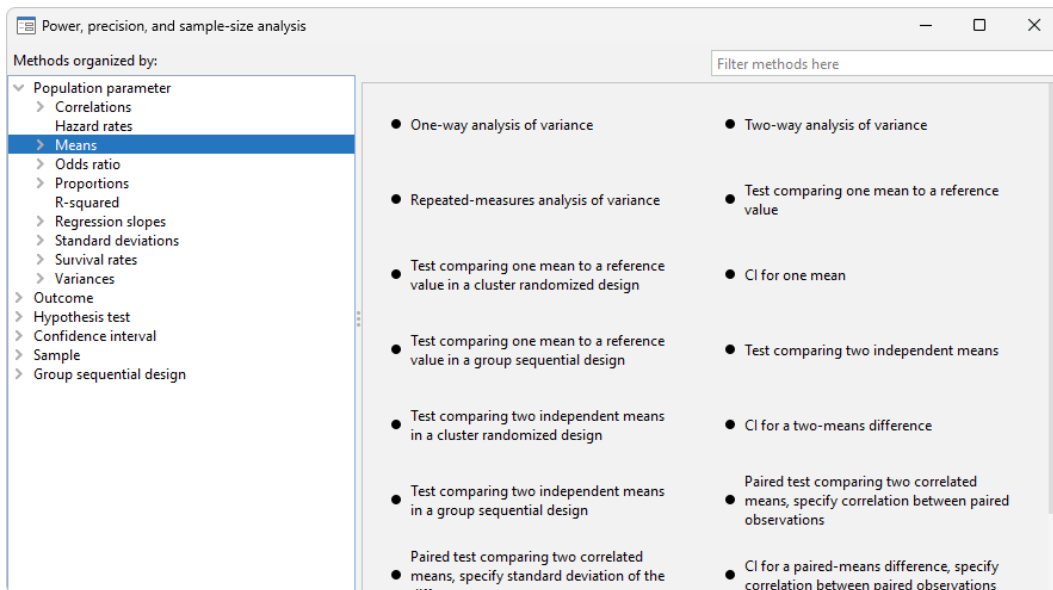 Power, precision, and sample-size analysis
Methods organized by:
Filter methods here
Population parameter
Correlations
Hazard rates
Means
Odds ratio
Proportions
R-squared
Regression slopes
Standard deviations
Survival rates
Variances
Outcome
Hypothesis test
Confidence interval
Sample
Group sequential design
One-way analysis of variance
Two-way analysis of variance
Repeated-measures analysis of variance
Test comparing one mean to a reference
value
Test comparing one mean to a reference
value in a cluster randomized design
CI for one mean
Test comparing one mean to a reference
value in a group sequential design
Test comparing two independent means
Test comparing two independent means
in a cluster randomized design
CI for a two-means difference
Test comparing two independent means
in a group sequential design
Paired test comparing two correlated
means, specify correlation between paired
observations
Paired test comparing two correlated
means, specify standard deviation of the
CI for a paired-means difference, specify
correlation between paired observations